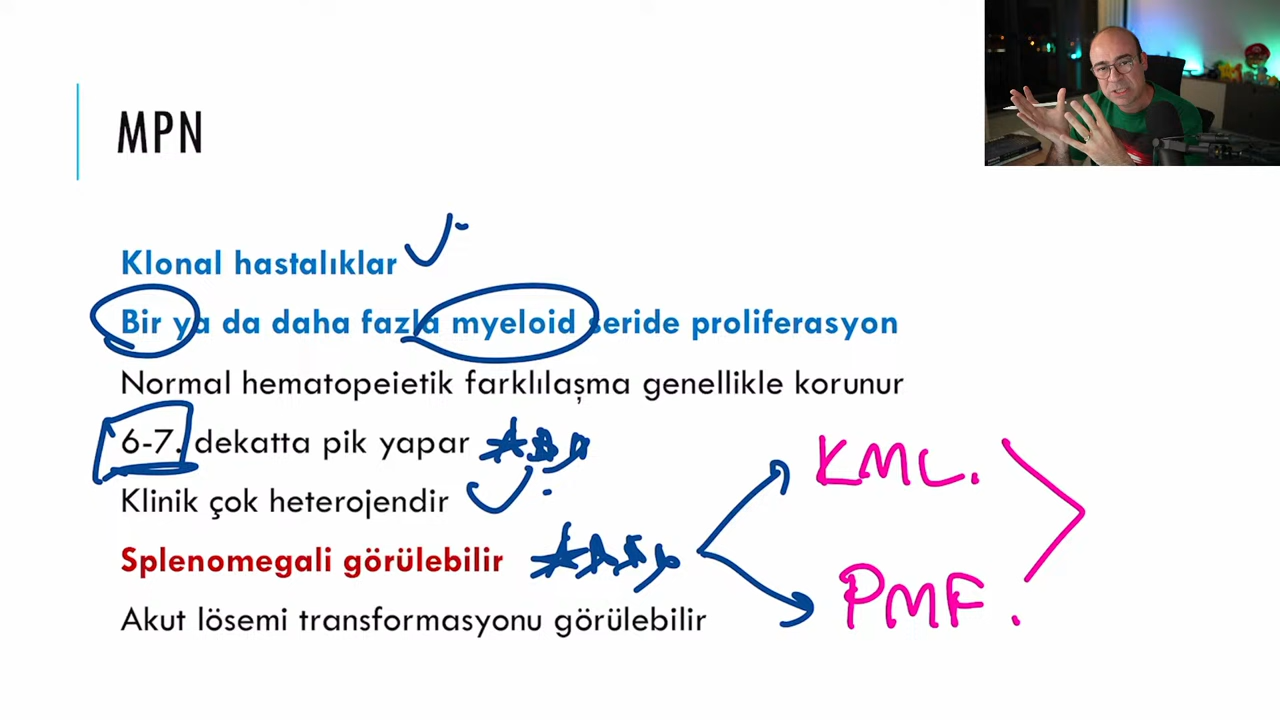 MPN
Klonal hastalıklar
Bir ya da daha fazla myeloid seride proliferasyon
Normal hematopeietik farklılaşma genellikle korunur
6-7. dekatta pik yapar
Klinik çok heterojendir
Splenomegali görülebilir
Akut lösemi transformasyonu görülebilir
KML.
PMF.